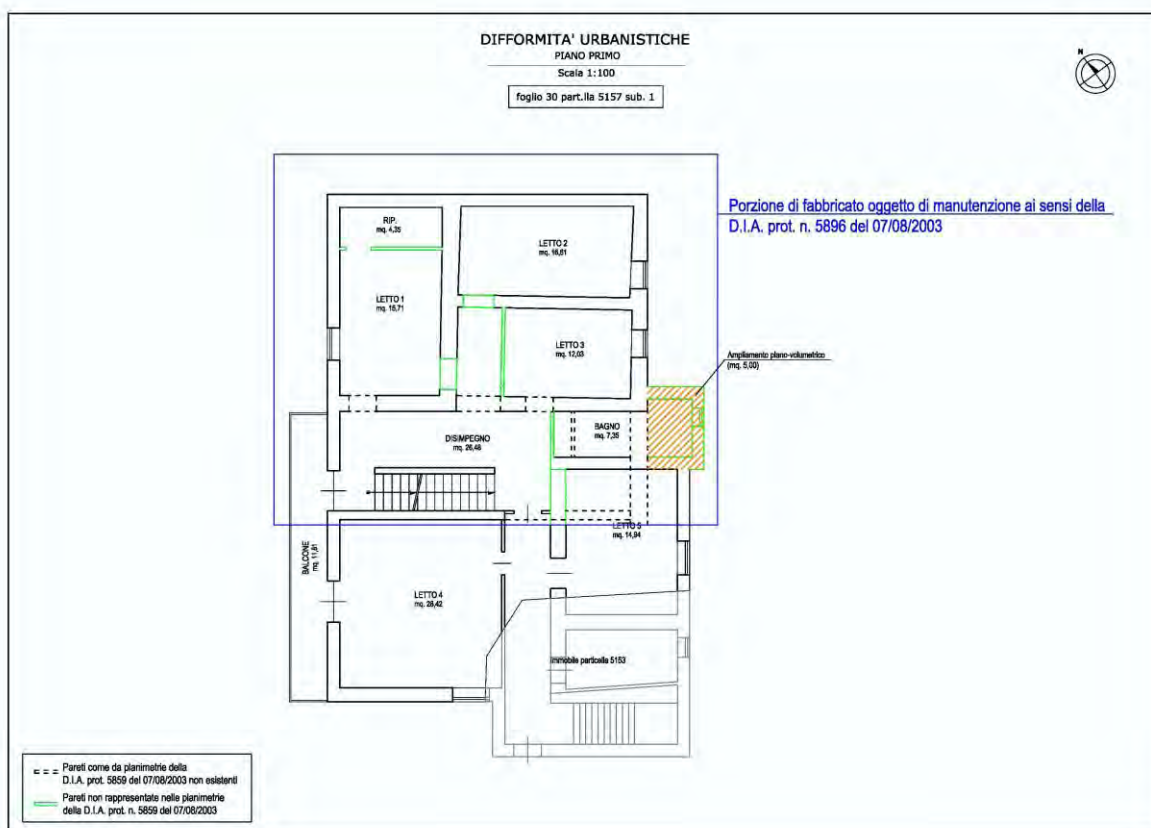 DIFFORMITA' URBANISTICHE
PIANO PRIMO
Scala 1:100
foglio 30 part.lla 5157 sub. 1
N
Porzione di fabbricato oggetto di manutenzione ai sensi della
D.I.A. prot. n. 5896 del 07/08/2003
RIP.
mq. 4,35
LETTO 2
mq. 16,61
LETTO 1
mq. 16,71
LETTO 3
mq. 12,03
Ampliamento plano-volumetrico
(mq. 5,00)
BAGNO
mq. 7,35
DISIMPEGNO
mq. 26,48
LETTO 5
mq. 14,94
BALCONE
mq. 11,81
LETTO 4
mq. 28,42
Immobile particella 5153
Pareti come da planimetrie della
D.I.A. prot. 5859 del 07/08/2003 non esistenti
Pareti non rappresentate nelle planimetrie
della D.I.A. prot. n. 5859 del 07/08/2003